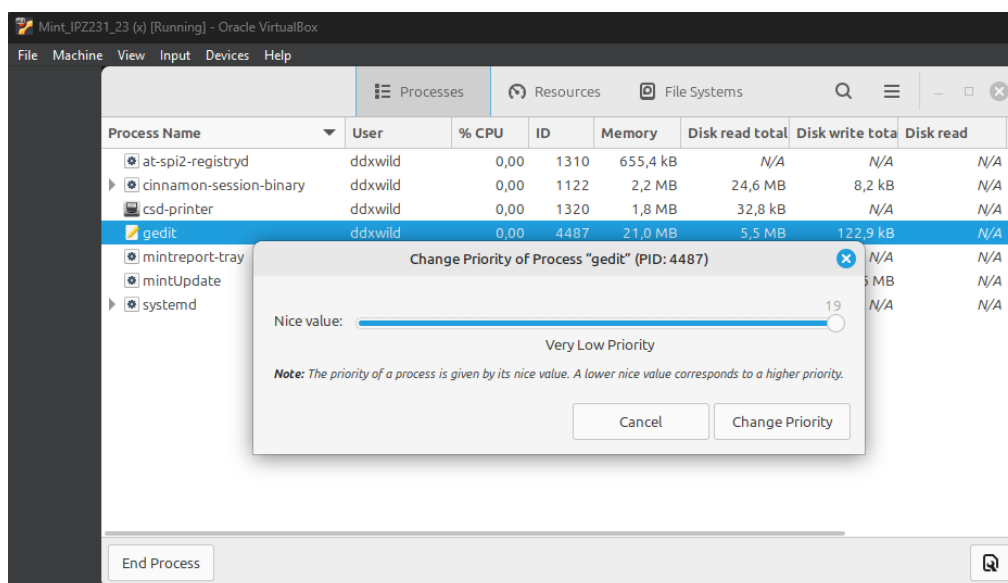 Mint_IPZ231_23 (x) [Running] - Oracle VirtualBox
File Machine View Input Devices Help
Processes Resources File Systems
Process Name User % CPU ID Memory Disk read total Disk write tota Disk read
at-spi2-registryd ddxwild 0,00 1310 655,4 kB N/A N/A N/A
cinnamon-session-binary ddxwild 0,00 1122 2,2 MB 24,6 MB 8,2 kB N/A
csd-printer ddxwild 0,00 1320 1,8 MB 32,8 kB N/A N/A
gedit ddxwild 0,00 4487 21,0 MB 5,5 MB 122,9 kB N/A
mintreport-tray N/A N/A
mintUpdate MB N/A
systemd N/A N/A
Change Priority of Process “gedit” (PID: 4487)
19
Nice value:
Very Low Priority
Note: The priority of a process is given by its nice value. A lower nice value corresponds to a higher priority.
Cancel Change Priority
End Process